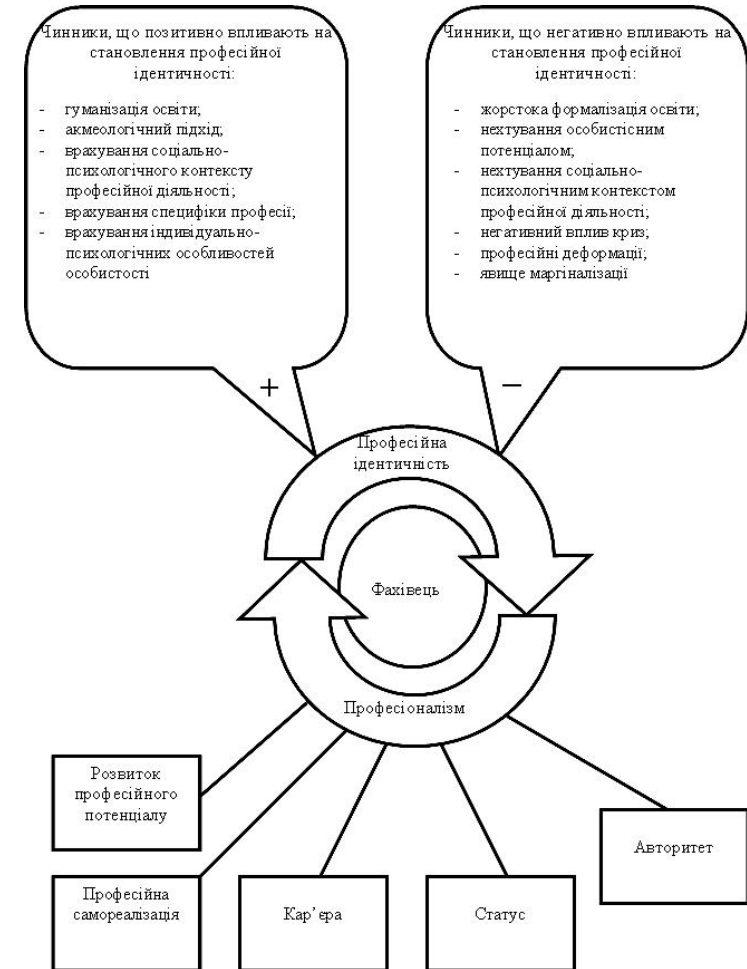 Чинники, що позитивно впливають на
становлення професійної
ідентичності:
- гуманізація освіти;
- акмеологічний підхід;
- врахування соціально-
психологічного контексту
професійної діяльності;
- врахування специфіки професії;
- врахування індивідуально-
психологічних особливостей
особистості
Чинники, що негативно впливають на
становлення професійної
ідентичності:
- жорстока формалізація освіти;
- нехтування особистісним
потенціалом;
- нехтування соціально-
психологічним контекстом
професійної діяльності;
- негативний вплив криз;
- професійні деформації;
- явище маргіналізації
+
–
Професійна
ідентичність
Фахівець
Професіоналізм
Розвиток
професійного
потенціалу
Авторитет
Професійна
самореалізація
Кар’єра
Статус